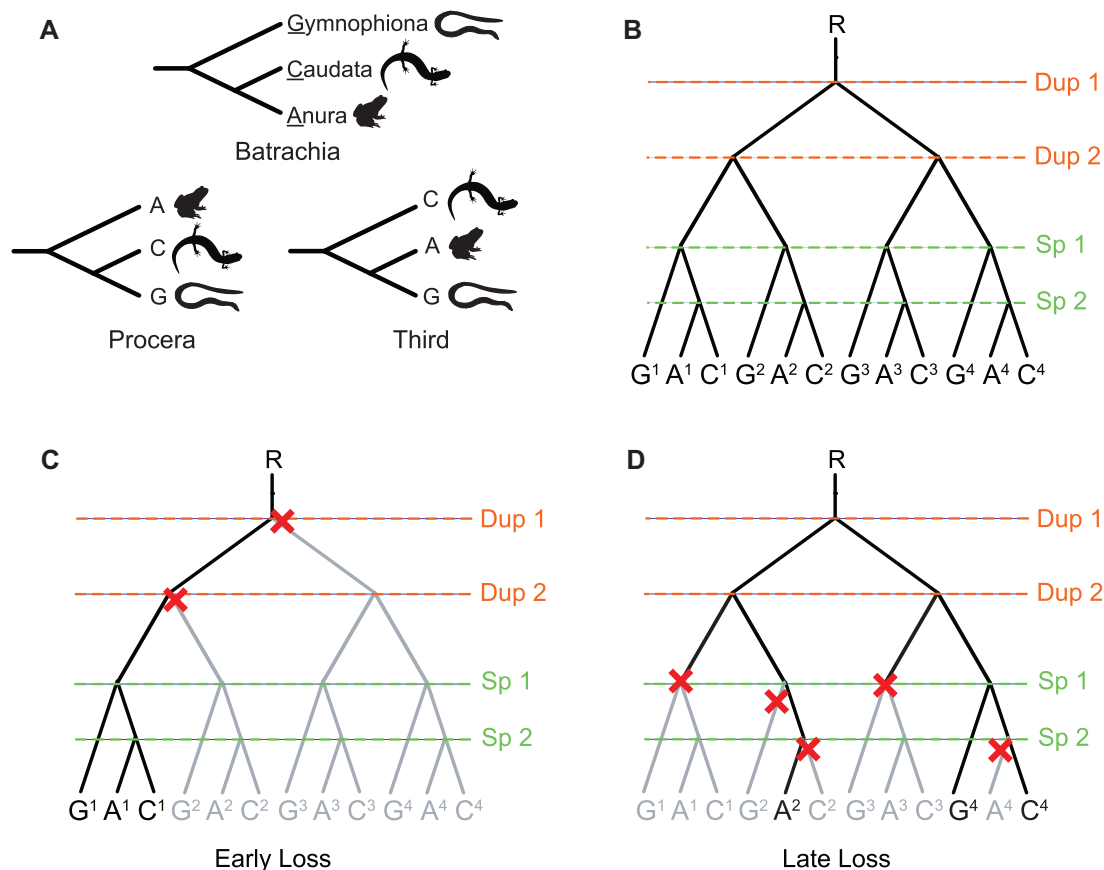 A
Gymnophiona
Caudata
Anura
Batrachia
A
C
G
Procera
C
A
G
Third
B
R
Dup 1
Dup 2
Sp 1
Sp 2
G¹ A¹ C¹ G² A² C² G³ A³ C³ G⁴ A⁴ C⁴
C
R
Dup 1
Dup 2
Sp 1
Sp 2
G¹ A¹ C¹ G² A² C² G³ A³ C³ G⁴ A⁴ C⁴
Early Loss
D
R
Dup 1
Dup 2
Sp 1
Sp 2
G¹ A¹ C¹ G² A² C² G³ A³ C³ G⁴ A⁴ C⁴
Late Loss